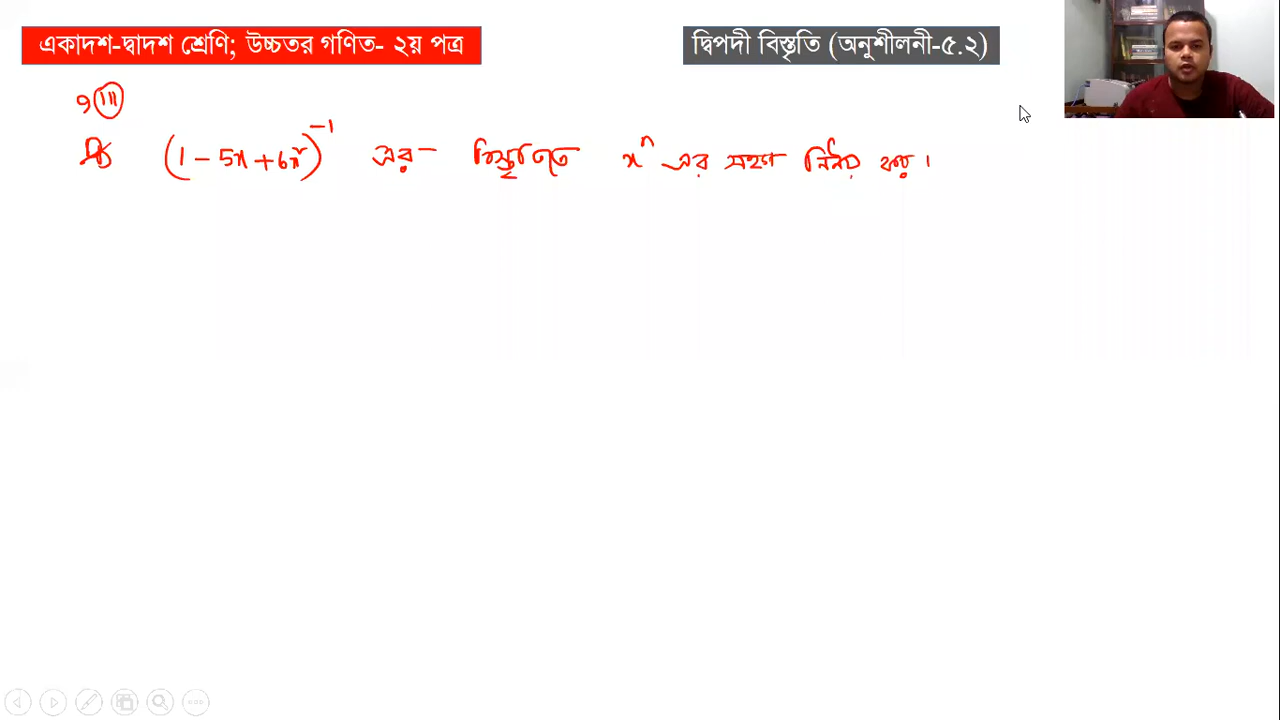 একাদশ-দ্বাদশ শ্রেণি; উচ্চতর গণিত- ২য় পত্র
দ্বিপদী বিস্তৃতি (অনুশীলনী-৫.২)
(iii)
(1 - 5x + 6x²)⁻¹ এর বিস্তৃতিতে xⁿ এর সহগ নির্ণয় কর।